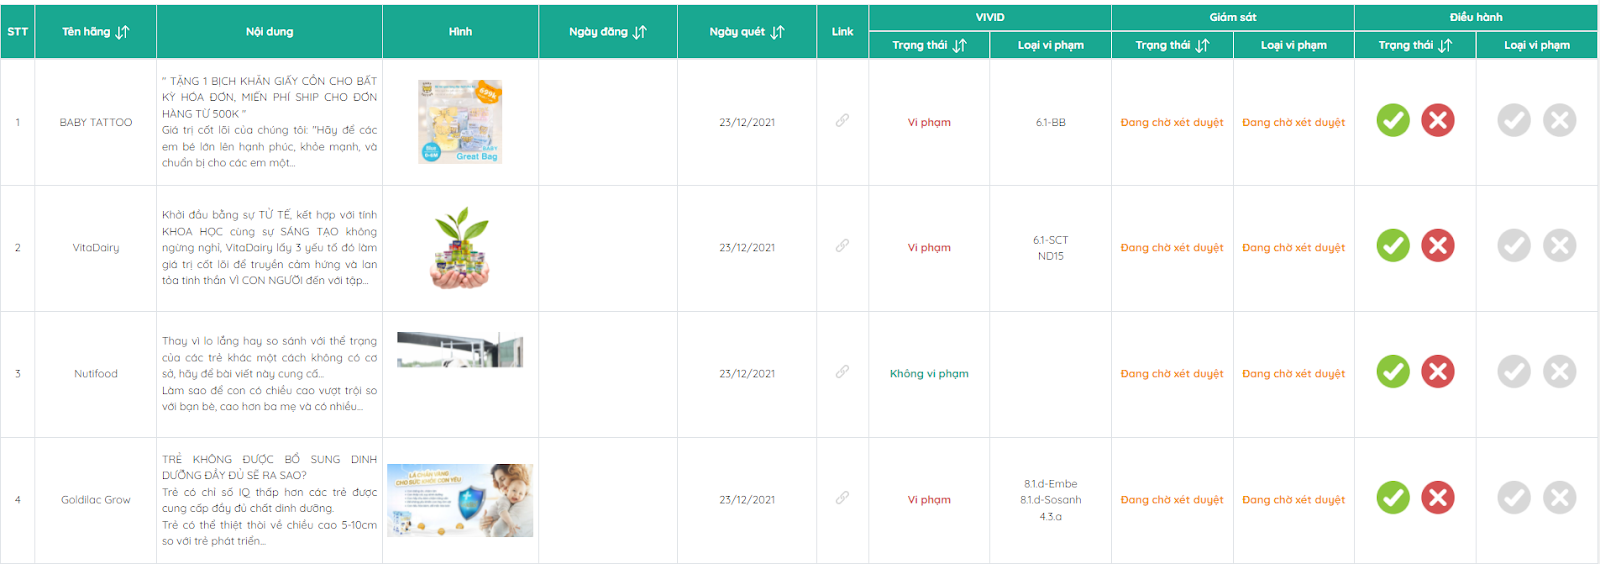 VIVID Giám sát Điều hành
STT Tên hãng Nội dung Hình Ngày đăng Ngày quét Link
Trạng thái Loại vi phạm Trạng thái Loại vi phạm Trạng thái Loại vi phạm
" TẶNG 1 BỊCH KHĂN GIẤY CỒN CHO BẤT
KỲ HÓA ĐƠN, MIỄN PHÍ SHIP CHO ĐƠN
HÀNG TỪ 500K "
Giá trị cốt lõi của chúng tôi: "Hãy để các
em bé lớn lên hạnh phúc, khỏe mạnh, và
chuẩn bị cho các em một...
1 BABY TATTOO 23/12/2021 Vi phạm 6.1-BB Đang chờ xét duyệt Đang chờ xét duyệt
699k
BABY
Great Bag
Khởi đầu bằng sự TỬ TẾ, kết hợp với tính
KHOA HỌC cùng sự SÁNG TẠO không
ngừng nghỉ, VitaDairy lấy 3 yếu tố đó làm
giá trị cốt lõi để truyền cảm hứng và lan
tỏa tinh thần VÌ CON NGƯỜI đến với tập...
2 VitaDairy 23/12/2021 Vi phạm 6.1-SCT
ND15
Đang chờ xét duyệt Đang chờ xét duyệt
Thay vì lo lắng hay so sánh với thể trạng
của các trẻ khác một cách không có cơ
sở, hãy để bài viết này cung cấ...
Làm sao để con có chiều cao vượt trội so
với bạn bè, cao hơn ba mẹ và có nhiều...
3 Nutifood 23/12/2021 Không vi phạm Đang chờ xét duyệt Đang chờ xét duyệt
TRẺ KHÔNG ĐƯỢC BỔ SUNG DINH
DƯỠNG ĐẦY ĐỦ SẼ RA SAO?
Trẻ có chỉ số IQ thấp hơn các trẻ được
cung cấp đầy đủ chất dinh dưỡng.
Trẻ có thể thiệt thòi về chiều cao 5-10cm
so với trẻ phát triển...
4 Goldilac Grow 23/12/2021 Vi phạm 8.1.d-Embe
8.1.d-Sosanh
4.3.a
Đang chờ xét duyệt Đang chờ xét duyệt
LÁ CHẮN VÀNG
CHO SỨC KHỎE CON YÊU